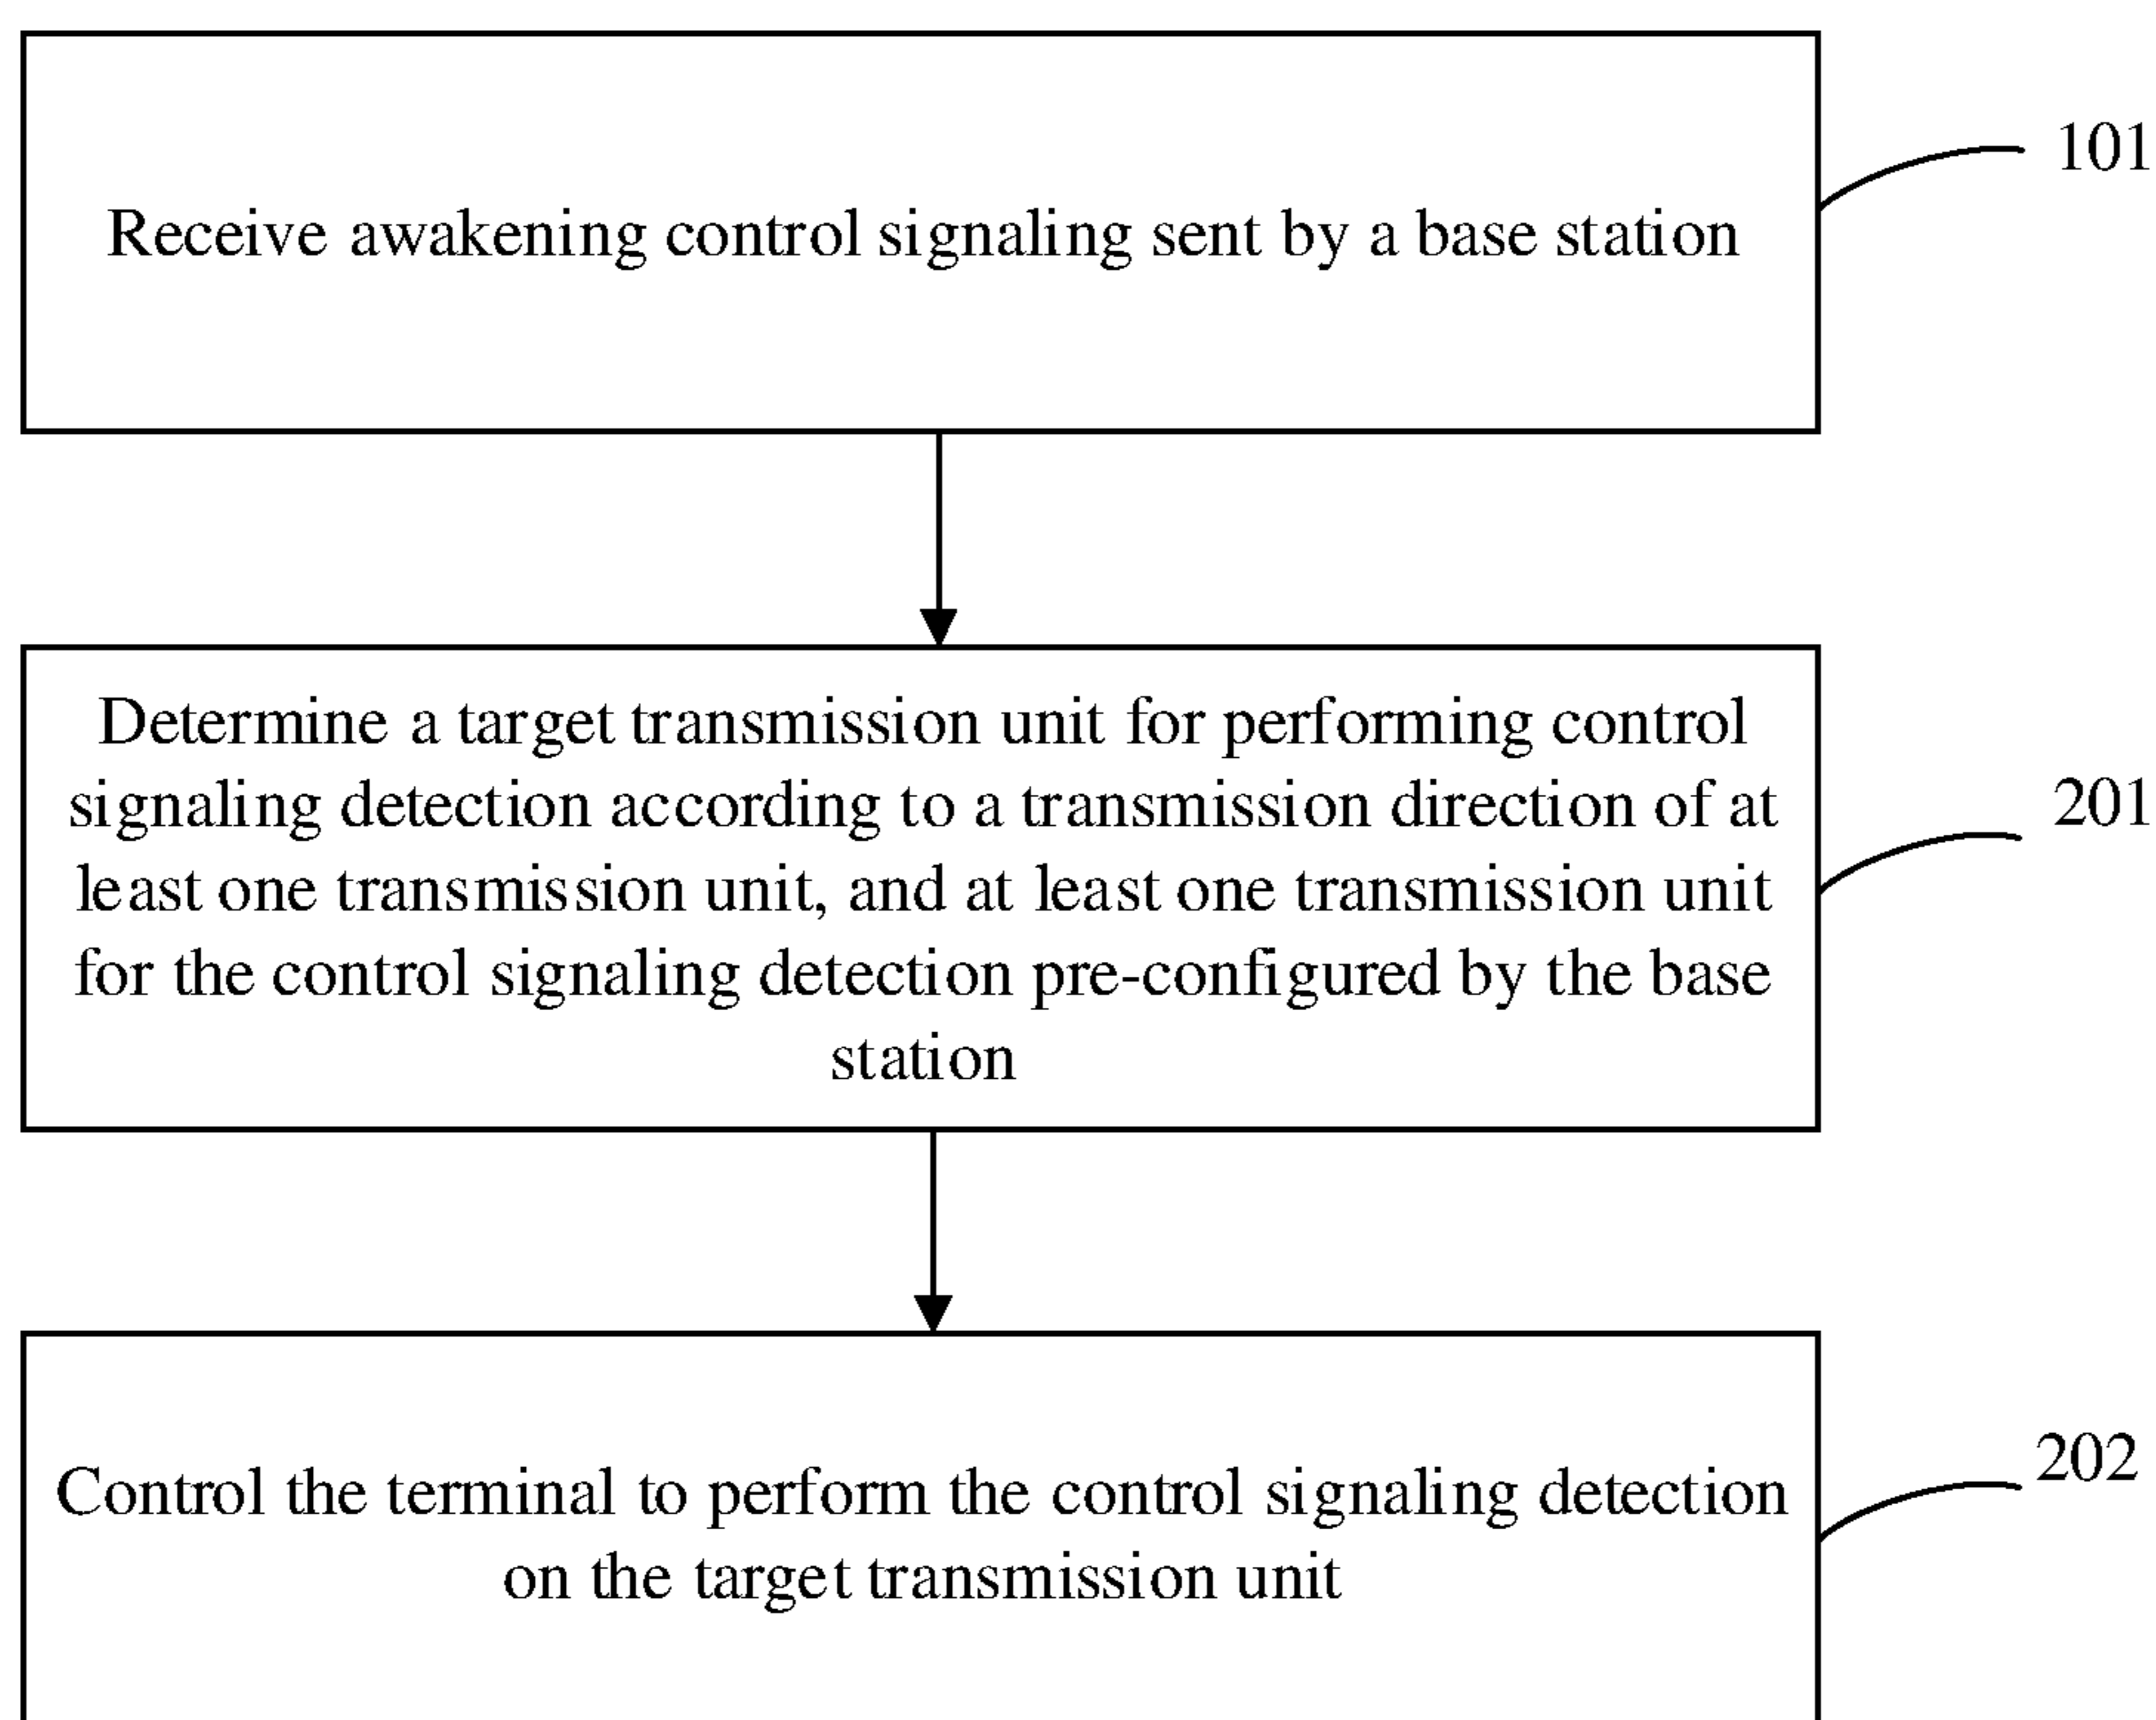 Receive awakening control signaling sent by a base station
101
Determine a target transmission unit for performing control
signaling detection according to a transmission direction of at
least one transmission unit, and at least one transmission unit
for the control signaling detection pre-configured by the base
station
201
Control the terminal to perform the control signaling detection
on the target transmission unit
202